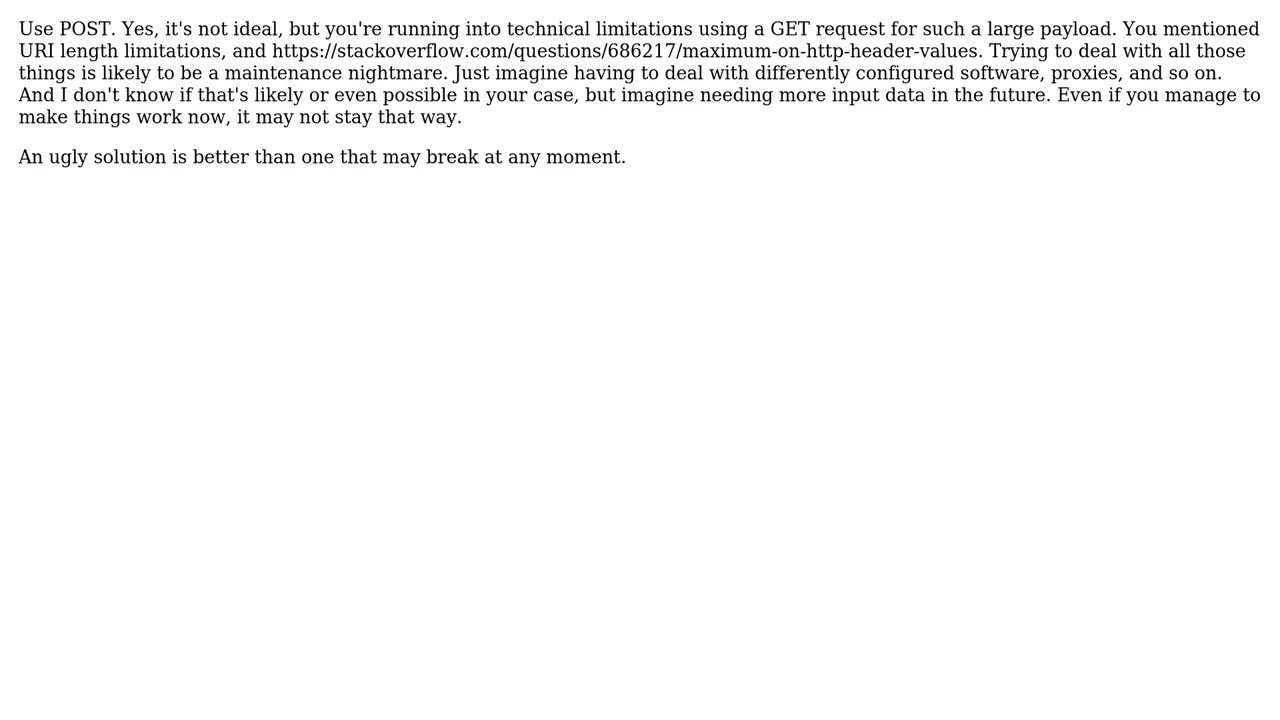 Use POST. Yes, it's not ideal, but you're running into technical limitations using a GET request for such a large payload. You mentioned
URI length limitations, and https://stackoverflow.com/questions/686217/maximum-on-http-header-values. Trying to deal with all those
things is likely to be a maintenance nightmare. Just imagine having to deal with differently configured software, proxies, and so on.
And I don't know if that's likely or even possible in your case, but imagine needing more input data in the future. Even if you manage to
make things work now, it may not stay that way.
An ugly solution is better than one that may break at any moment.